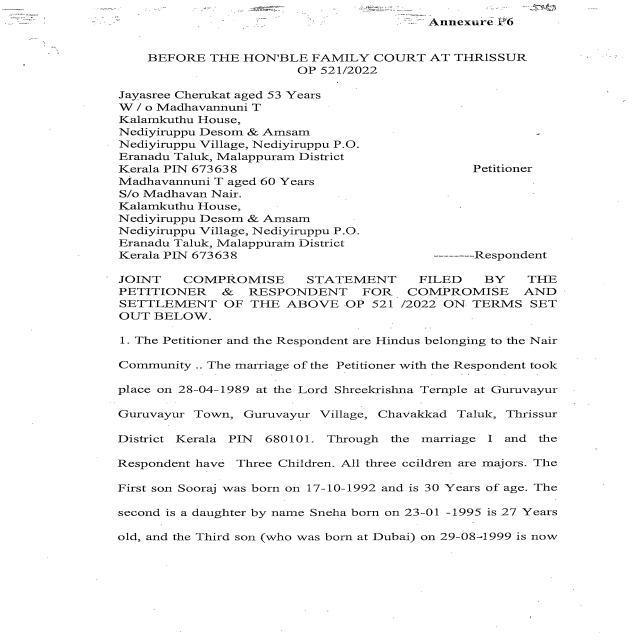 Annexure P6
BEFORE THE HON'BLE FAMILY COURT AT THRISSUR
OP 521/2022
Jayasree Cherukat aged 53 Years
W / o Madhavannuni T
Kalamkuthu House,
Nediyiruppu Desom & Amsam
Nediyiruppu Village, Nediyiruppu P.O.
Eranadu Taluk, Malappuram District
Kerala PIN 673638 Petitioner
Madhavannuni T aged 60 Years
S/o Madhavan Nair.
Kalamkuthu House,
Nediyiruppu Desom & Amsam
Nediyiruppu Village, Nediyiruppu P.O.
Eranadu Taluk, Malappuram District
Kerala PIN 673638 --------Respondent
JOINT COMPROMISE STATEMENT FILED BY THE
PETITIONER & RESPONDENT FOR COMPROMISE AND
SETTLEMENT OF THE ABOVE OP 521 /2022 ON TERMS SET
OUT BELOW.
1. The Petitioner and the Respondent are Hindus belonging to the Nair
Community .. The marriage of the Petitioner with the Respondent took
place on 28-04-1989 at the Lord Shreekrishna Temple at Guruvayur
Guruvayur Town, Guruvayur Village, Chavakkad Taluk, Thrissur
District Kerala PIN 680101. Through the marriage I and the
Respondent have Three Children. All three ccildren are majors. The
First son Sooraj was born on 17-10-1992 and is 30 Years of age. The
second is a daughter by name Sneha born on 23-01 -1995 is 27 Years
old, and the Third son (who was born at Dubai) on 29-08-1999 is now